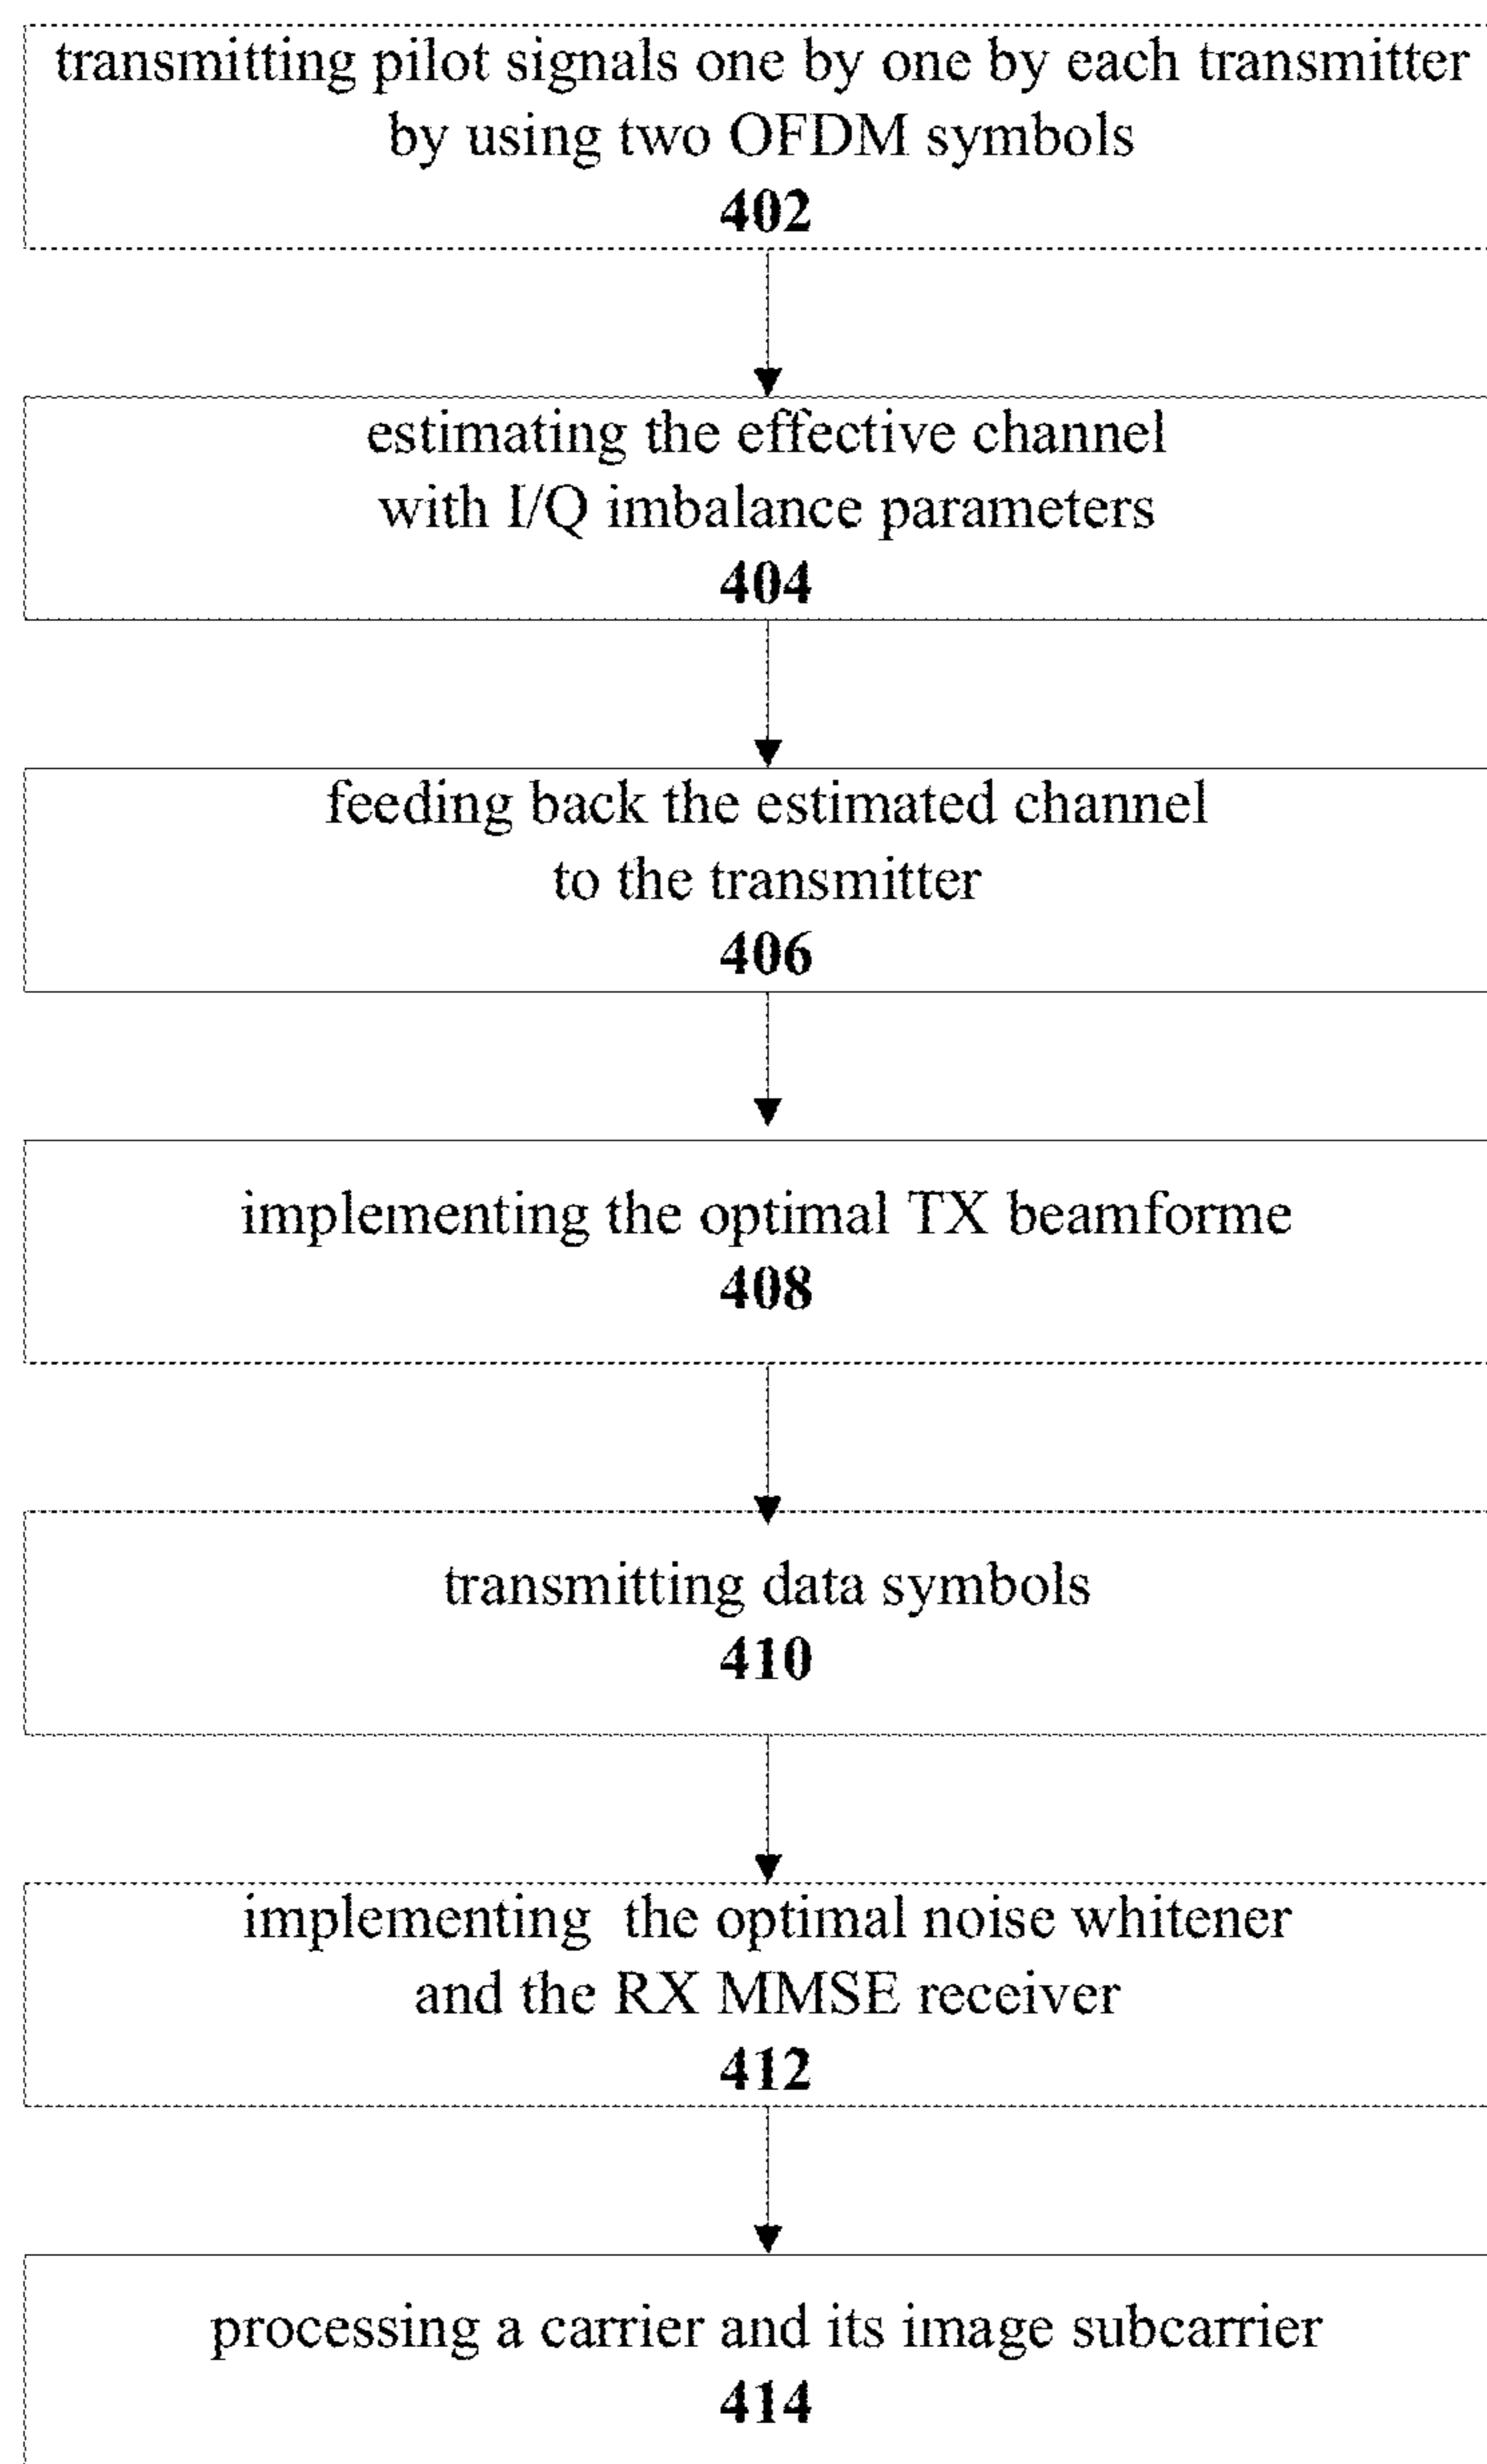 transmitting pilot signals one by one by each transmitter
by using two OFDM symbols
402
estimating the effective channel
with I/Q imbalance parameters
404
feeding back the estimated channel
to the transmitter
406
implementing the optimal TX beamforme
408
transmitting data symbols
410
implementing the optimal noise whitener
and the RX MMSE receiver
412
processing a carrier and its image subcarrier
414